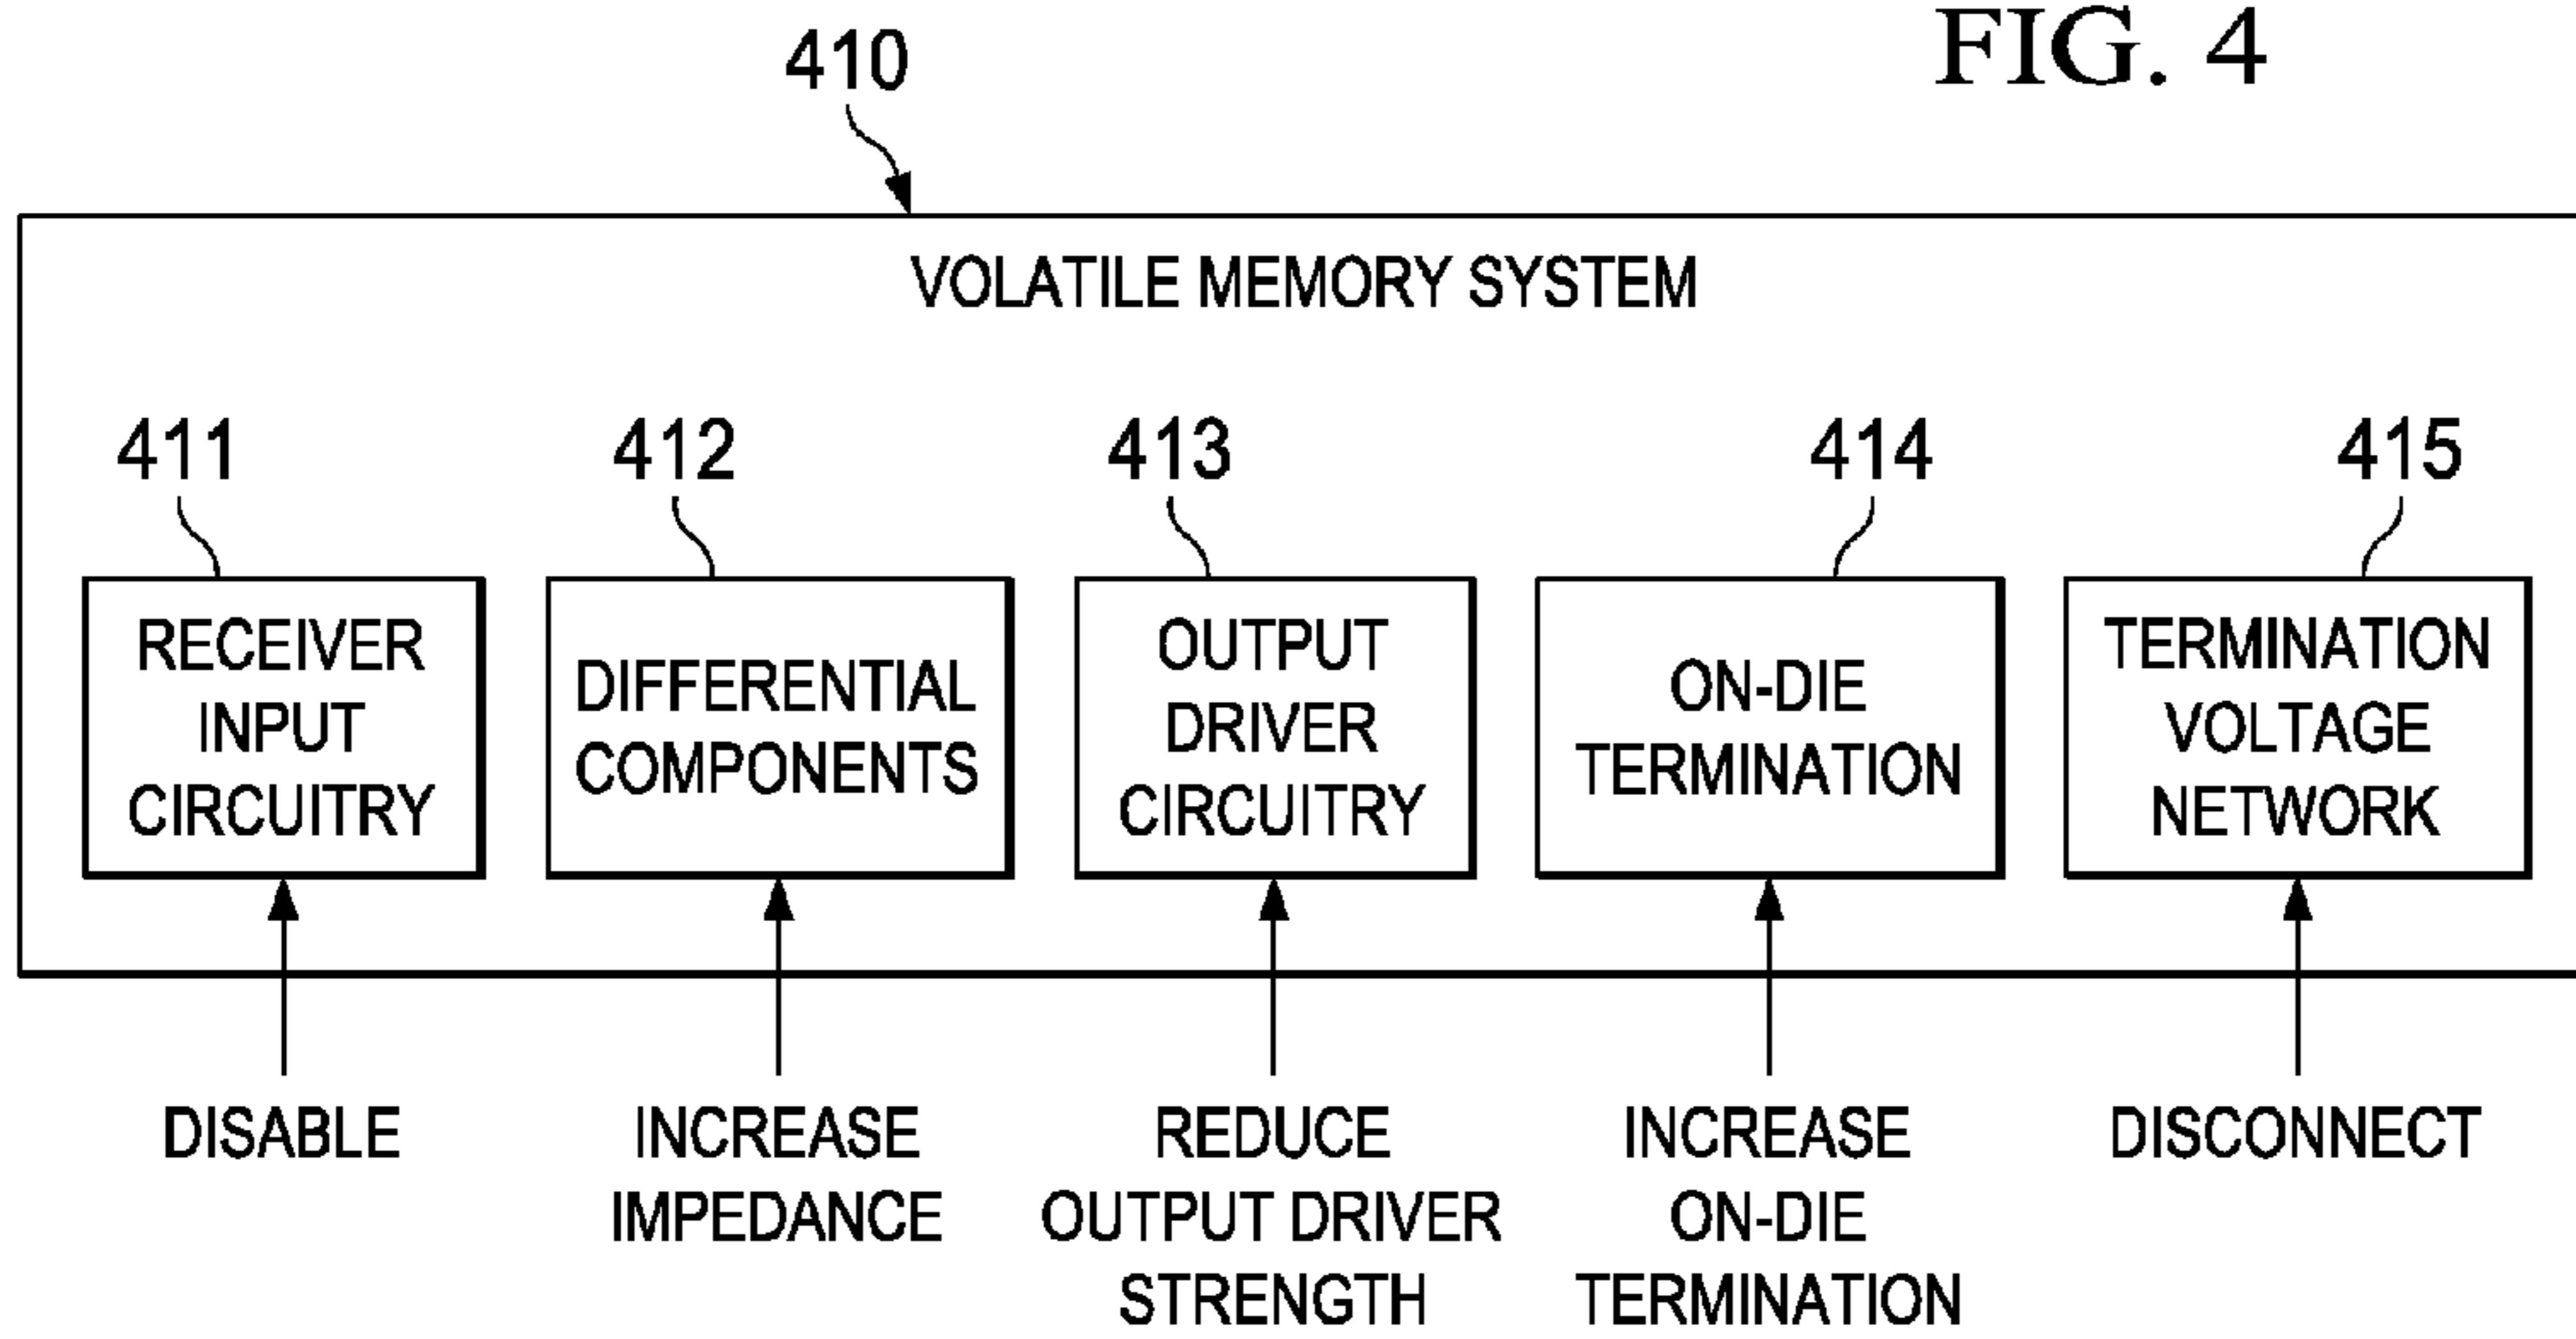 FIG. 4
410
VOLATILE MEMORY SYSTEM
411
412
413
414
415
RECEIVER
INPUT
CIRCUITRY
DIFFERENTIAL
COMPONENTS
OUTPUT
DRIVER
CIRCUITRY
ON-DIE
TERMINATION
TERMINATION
VOLTAGE
NETWORK
DISABLE
INCREASE
IMPEDANCE
REDUCE
OUTPUT DRIVER
STRENGTH
INCREASE
ON-DIE
TERMINATION
DISCONNECT